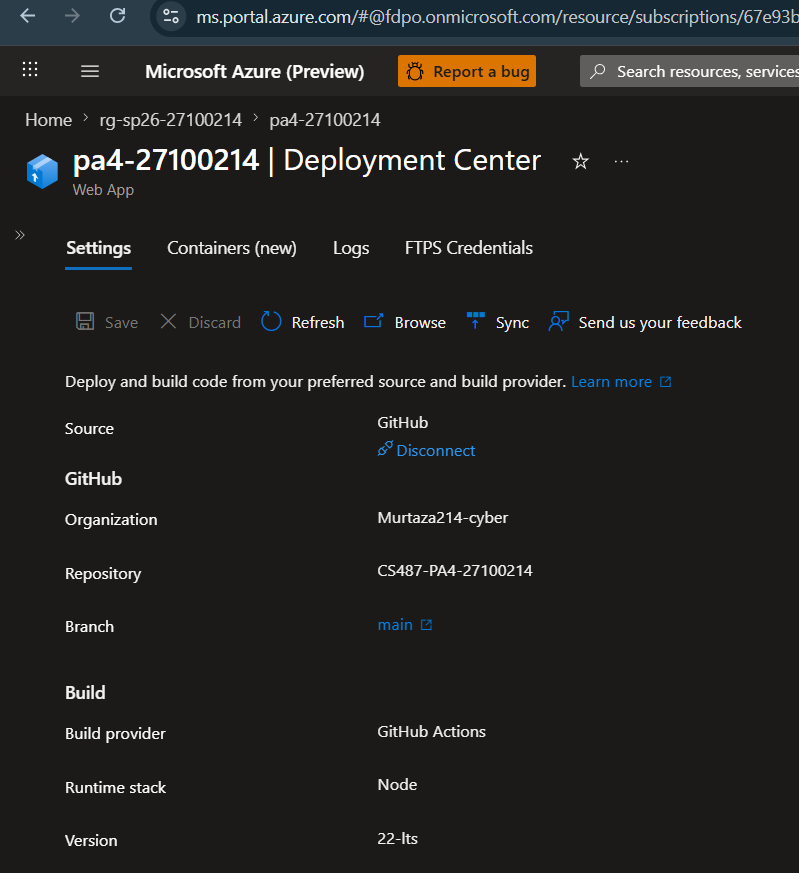 ms.portal.azure.com/#@fdpo.onmicrosoft.com/resource/subscriptions/67e93b
Microsoft Azure (Preview)
Report a bug
Search resources, services
Home > rg-sp26-27100214 > pa4-27100214
pa4-27100214 | Deployment Center
Web App
Settings Containers (new) Logs FTPS Credentials
Save Discard Refresh Browse Sync Send us your feedback
Deploy and build code from your preferred source and build provider. Learn more
Source GitHub
Disconnect
GitHub
Organization Murtaza214-cyber
Repository CS487-PA4-27100214
Branch main
Build
Build provider GitHub Actions
Runtime stack Node
Version 22-lts